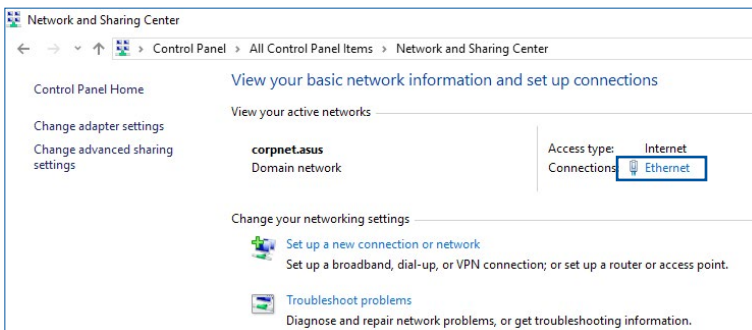 Network and Sharing Center
Control Panel > All Control Panel Items > Network and Sharing Center
Control Panel Home
Change adapter settings
Change advanced sharing
settings
View your basic network information and set up connections
View your active networks
corpnet.asus
Domain network
Access type: Internet
Connections Ethernet
Change your networking settings
Set up a new connection or network
Set up a broadband, dial-up, or VPN connection; or set up a router or access point.
Troubleshoot problems
Diagnose and repair network problems, or get troubleshooting information.